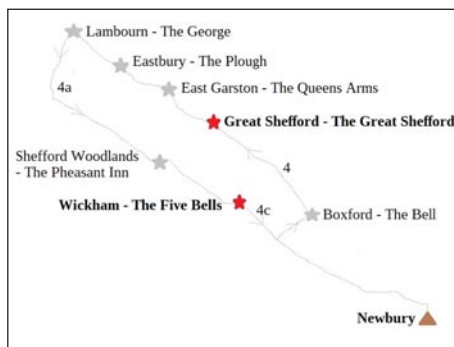 Lambourn - The George
Eastbury - The Plough
4a
East Garston - The Queens Arms
Great Shefford - The Great Shefford
Shefford Woodlands
- The Pheasant Inn
4
Wickham - The Five Bells
4c
Boxford - The Bell
Newbury